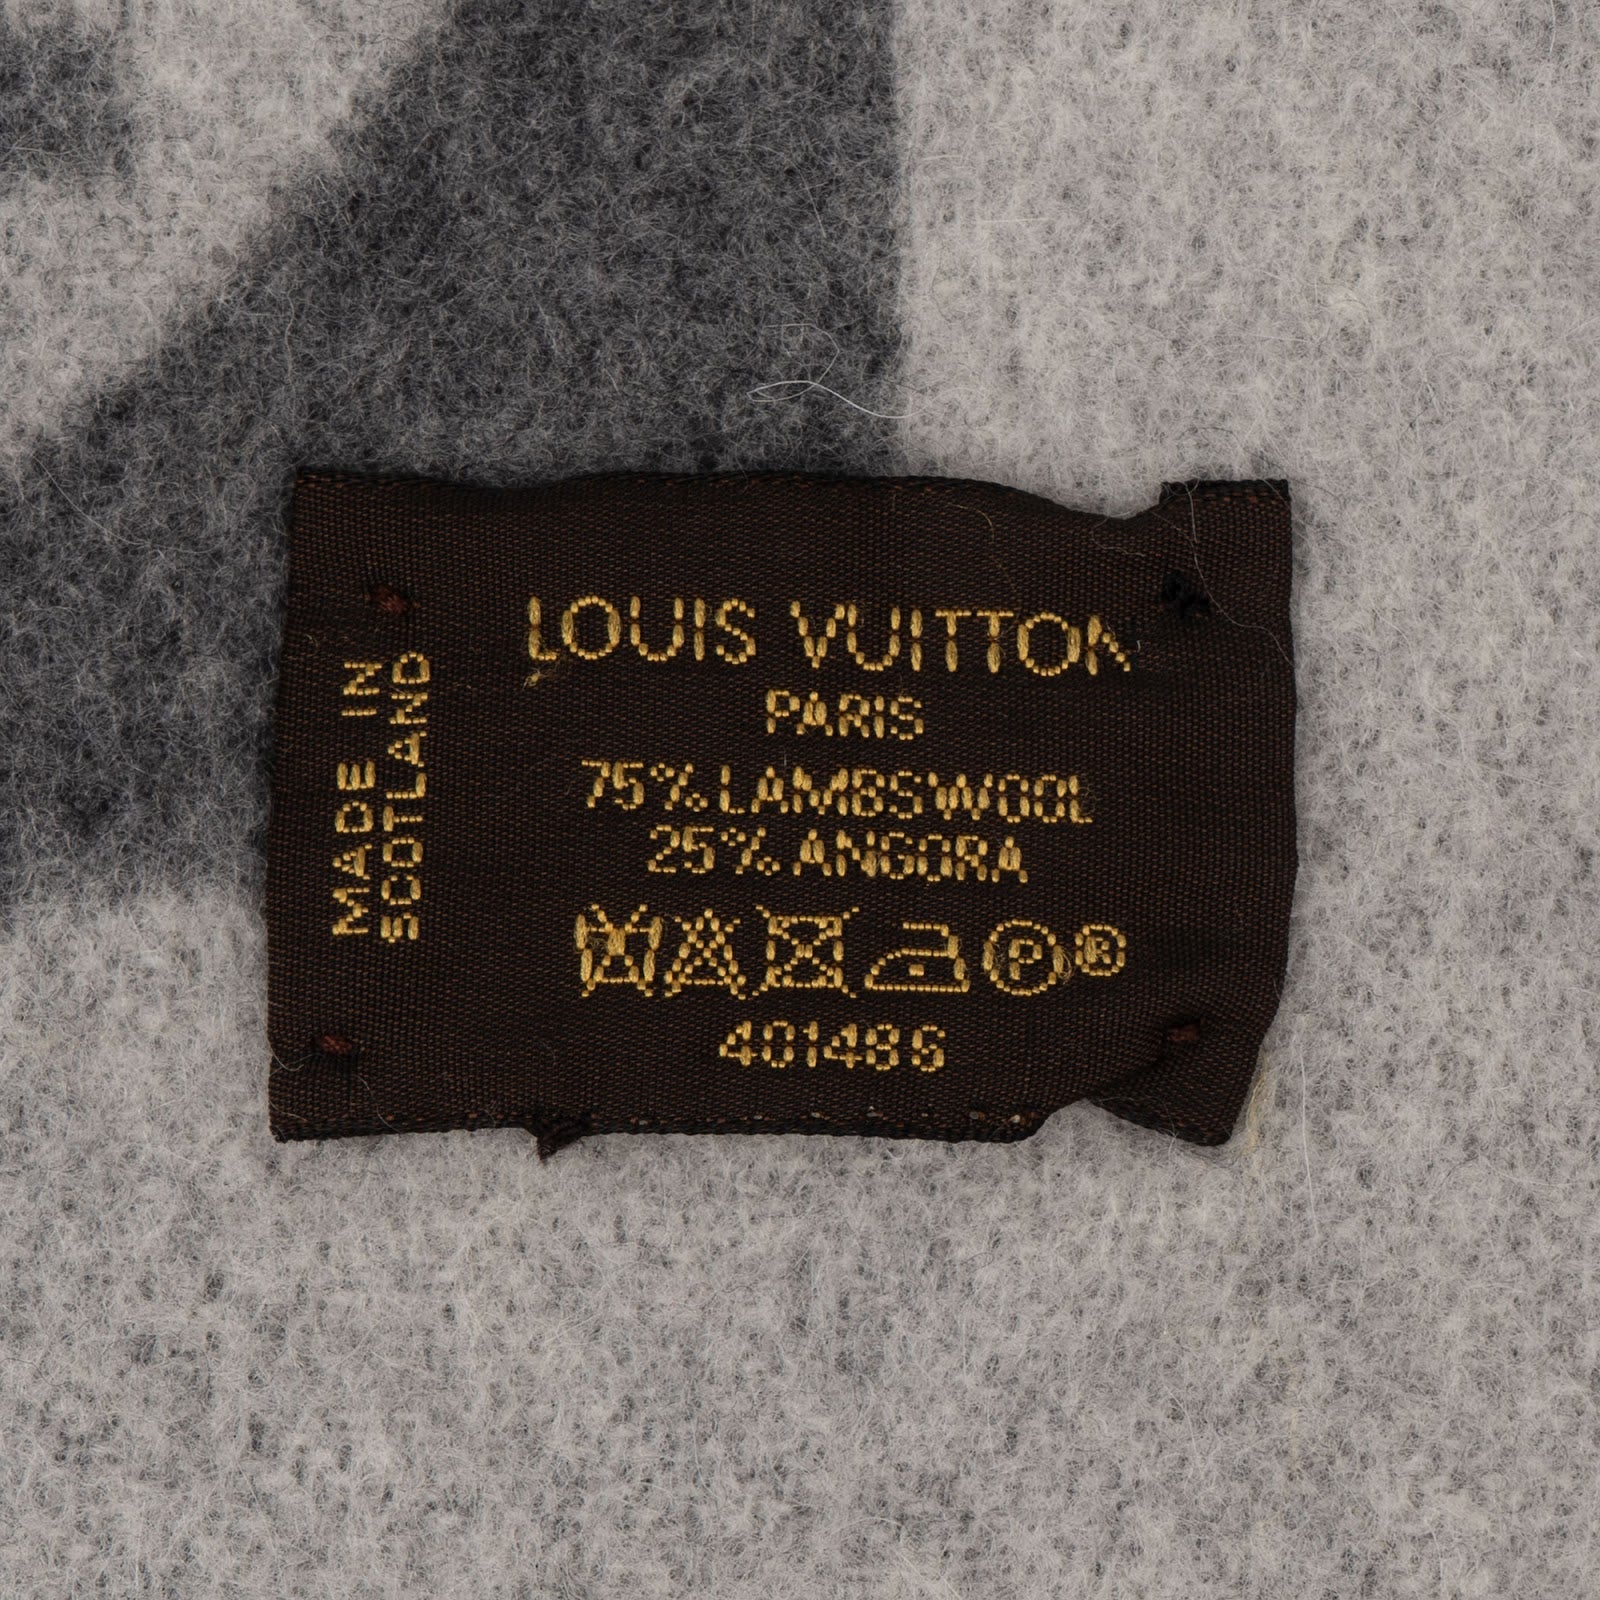 LOUIS VUITTON
PARIS
75% LAMBSWOOL
25% ANGORA
P ®
401486
MADE IN
SCOTLAND